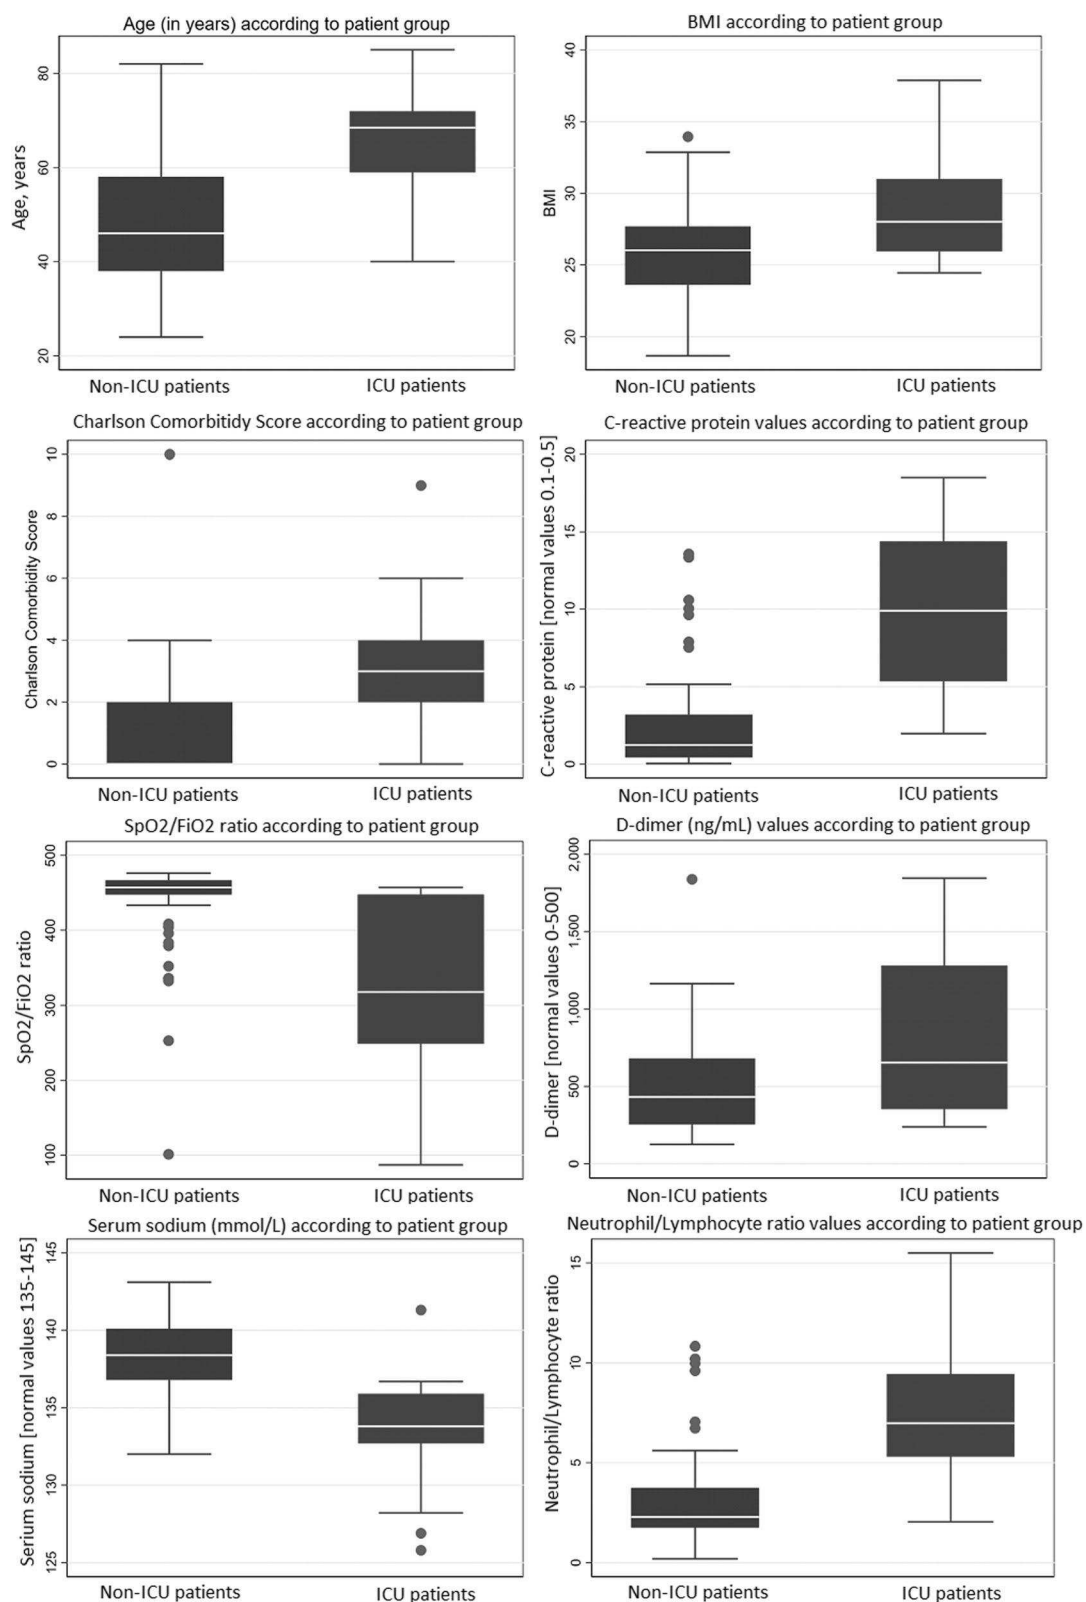 Age (in years) according to patient group
Age, years
80
60
40
20
Non-ICU patients
ICU patients
BMI according to patient group
BMI
40
35
30
25
20
Non-ICU patients
ICU patients
Charlson Comorbitidy Score according to patient group
Charlson Comorbidity Score
10
8
6
4
2
0
Non-ICU patients
ICU patients
C-reactive protein values according to patient group
C-reactive protein [normal values 0.1-0.5]
20
15
10
5
0
Non-ICU patients
ICU patients
SpO2/FiO2 ratio according to patient group
SpO2/FiO2 ratio
500
400
300
200
100
Non-ICU patients
ICU patients
D-dimer (ng/mL) values according to patient group
D-dimer [normal values 0-500]
2,000
1,500
1,000
500
0
Non-ICU patients
ICU patients
Serum sodium (mmol/L) according to patient group
Serium sodium [normal values 135-145]
145
140
135
130
125
Non-ICU patients
ICU patients
Neutrophil/Lymphocyte ratio values according to patient group
Neutrophil/Lymphocyte ratio
15
10
5
0
Non-ICU patients
ICU patients